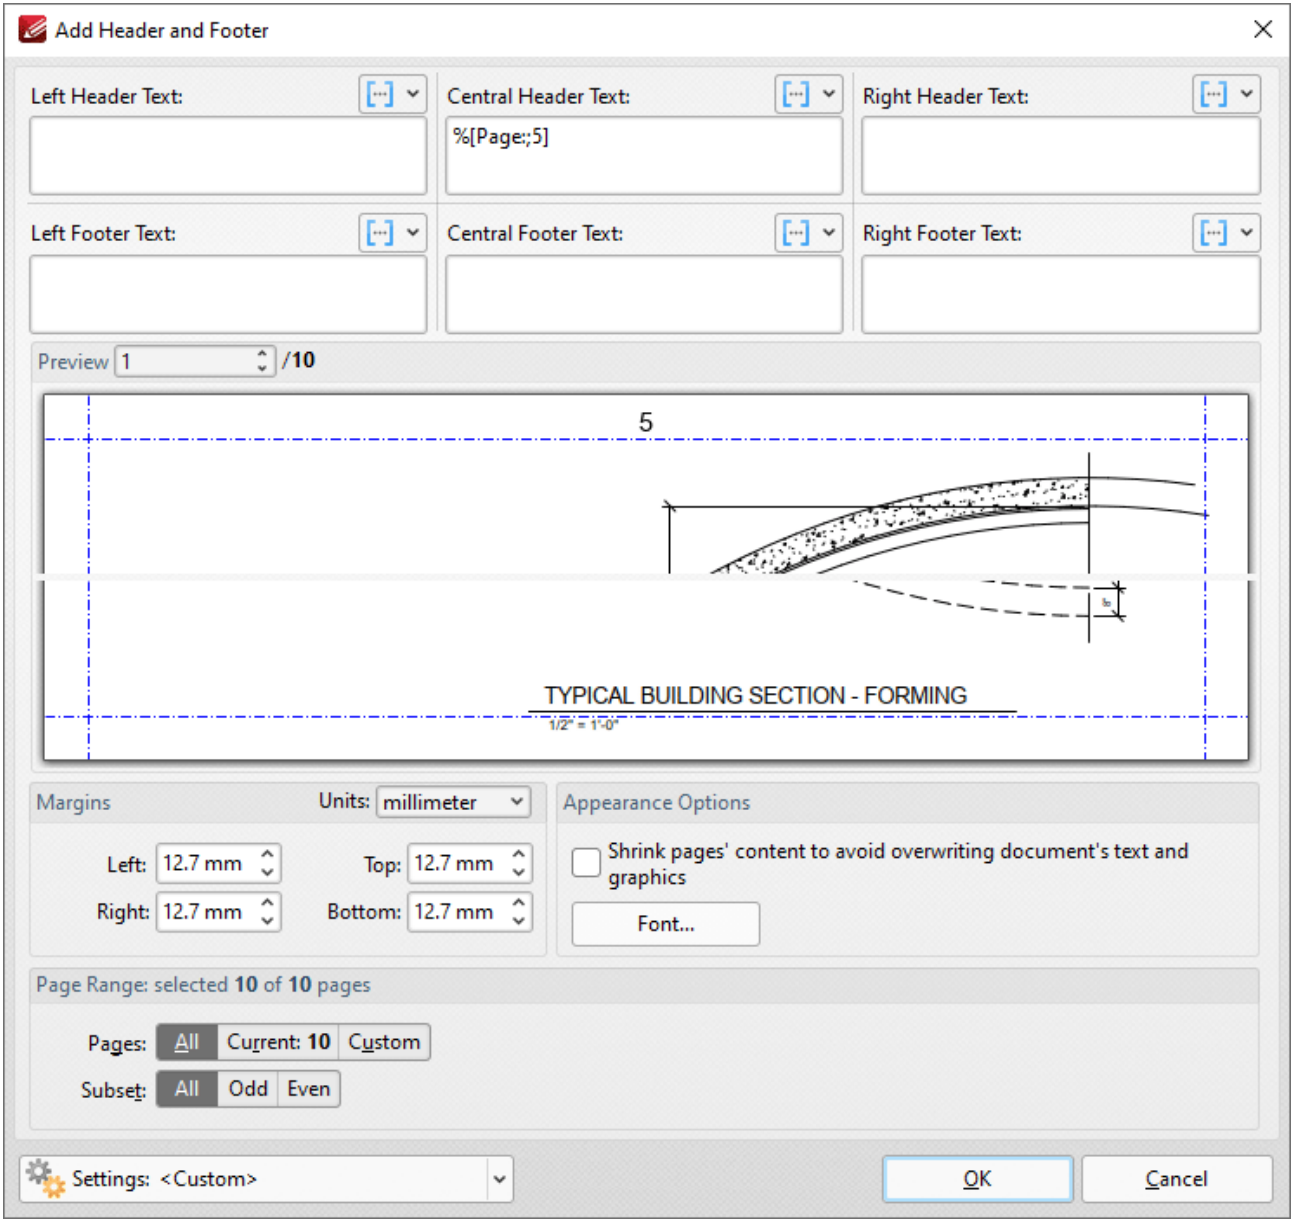 Add Header and Footer
Left Header Text:
Central Header Text:
Right Header Text:
%[Page:;5]
Left Footer Text:
Central Footer Text:
Right Footer Text:
Preview 1 /10
5
TYPICAL BUILDING SECTION - FORMING
1/2" = 1'-0"
Margins
Units: millimeter
Appearance Options
Left: 12.7 mm
Top: 12.7 mm
Shrink pages' content to avoid overwriting document's text and
graphics
Right: 12.7 mm
Bottom: 12.7 mm
Font...
Page Range: selected 10 of 10 pages
Pages: All Current: 10 Custom
Subset: All Odd Even
Settings: <Custom>
OK
Cancel